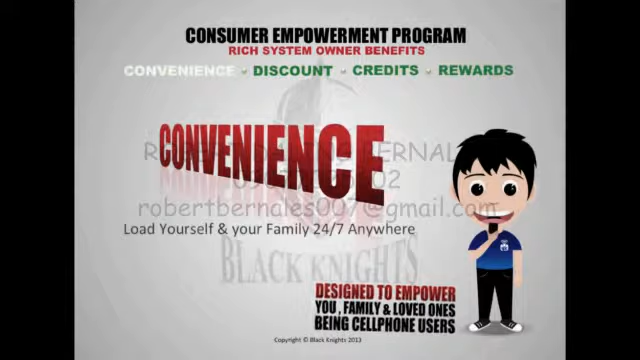 CONSUMER EMPOWERMENT PROGRAM
RICH SYSTEM OWNER BENEFITS
CONVENIENCE • DISCOUNT • CREDITS • REWARDS
CONVENIENCE
robertbernales007@gmail.com
Load Yourself & your Family 24/7 Anywhere
BLACK KNIGHTS
DESIGNED TO EMPOWER
YOU, FAMILY & LOVED ONES
BEING CELLPHONE USERS
Copyright © Black Knights 2013